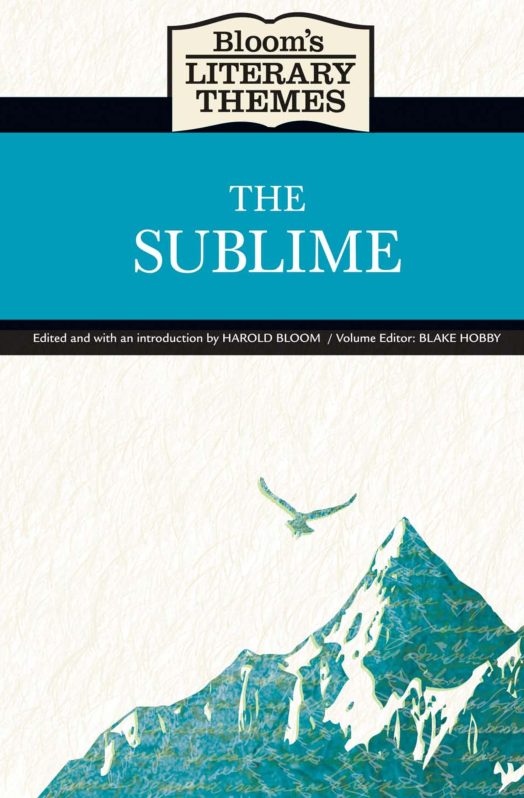 Bloom's
LITERARY
THEMES
THE
SUBLIME
Edited and with an introduction by HAROLD BLOOM / Volume Editor: BLAKE HOBBY